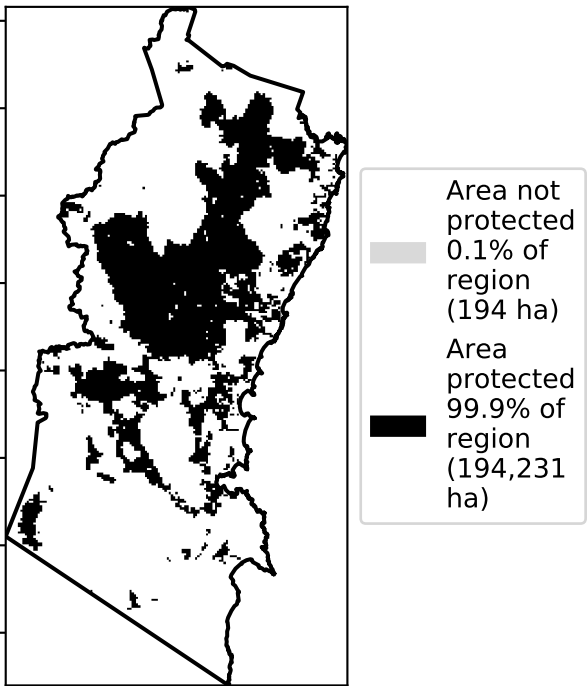 Area not
protected
0.1% of
region
(194 ha)
Area
protected
99.9% of
region
(194,231
ha)